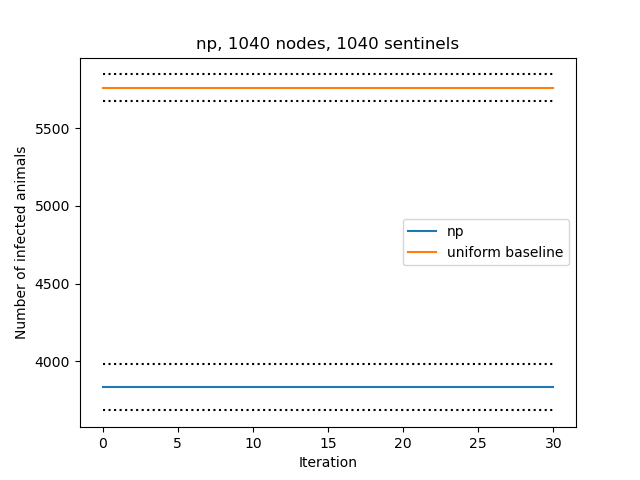 np, 1040 nodes, 1040 sentinels
Number of infected animals
5500
5000
4500
4000
np
uniform baseline
0 5 10 15 20 25 30
Iteration